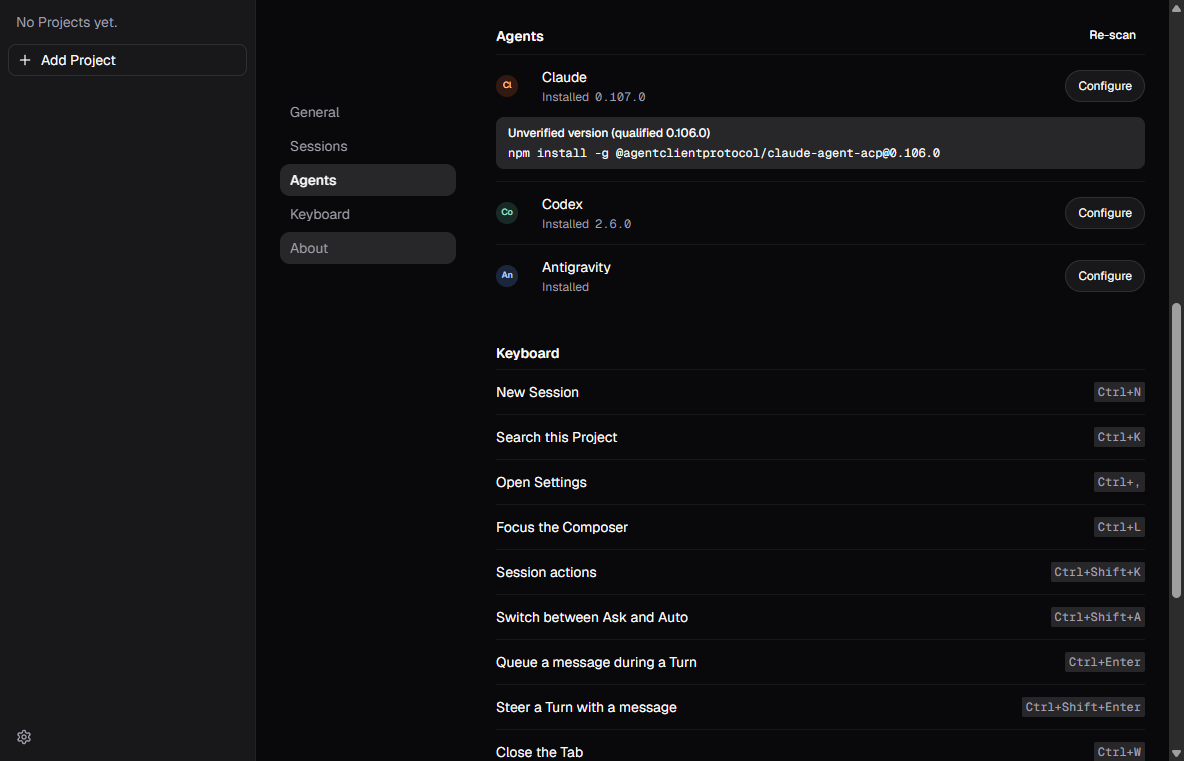 No Projects yet.
+ Add Project
General
Sessions
Agents
Keyboard
About
Agents
Re-scan
Cl
Claude
Installed 0.107.0
Configure
Unverified version (qualified 0.106.0)
npm install -g @agentclientprotocol/claude-agent-acp@0.106.0
Co
Codex
Installed 2.6.0
Configure
An
Antigravity
Installed
Configure
Keyboard
New Session Ctrl+N
Search this Project Ctrl+K
Open Settings Ctrl+,
Focus the Composer Ctrl+L
Session actions Ctrl+Shift+K
Switch between Ask and Auto Ctrl+Shift+A
Queue a message during a Turn Ctrl+Enter
Steer a Turn with a message Ctrl+Shift+Enter
Close the Tab Ctrl+W